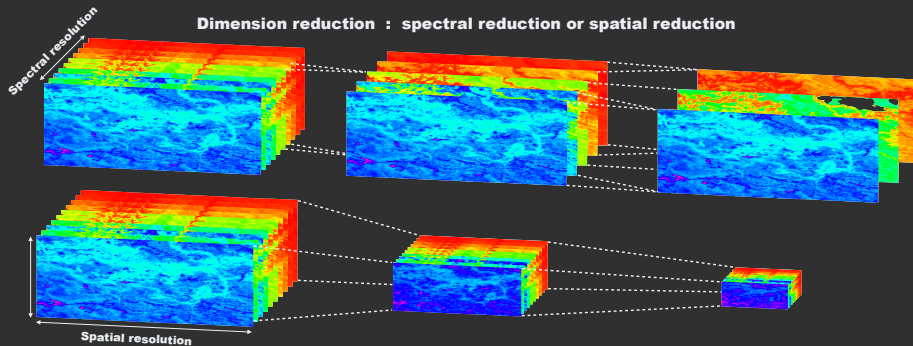 Dimension reduction : spectral reduction or spatial reduction
Spectral resolution
Spatial resolution